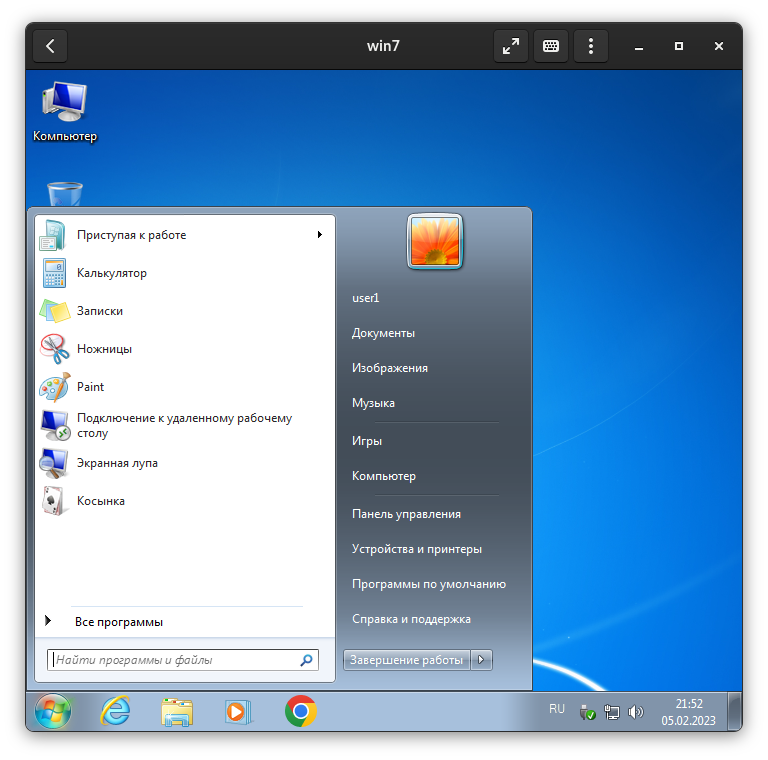 win7
Компьютер
Приступая к работе
Калькулятор
Записки
Ножницы
Paint
Подключение к удаленному рабочему
столу
Экранная лупа
Косынка
Все программы
Найти программы и файлы
user1
Документы
Изображения
Музыка
Игры
Компьютер
Панель управления
Устройства и принтеры
Программы по умолчанию
Справка и поддержка
Завершение работы
RU
21:52
05.02.2023